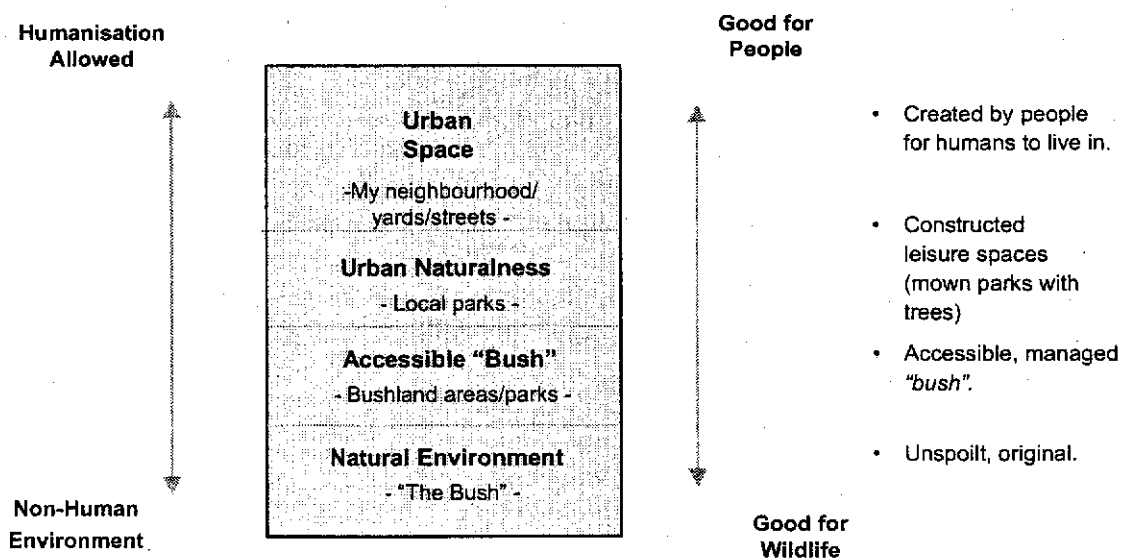 Humanisation
Allowed
Good for
People
Urban
Space
-My neighbourhood/
yards/streets -
Urban Naturalness
- Local parks -
Accessible “Bush”
- Bushland areas/parks -
Natural Environment
- “The Bush” -
• Created by people
for humans to live in.
• Constructed
leisure spaces
(mown parks with
trees)
• Accessible, managed
“bush”.
• Unspoilt, original.
Non-Human
Environment
Good for
Wildlife